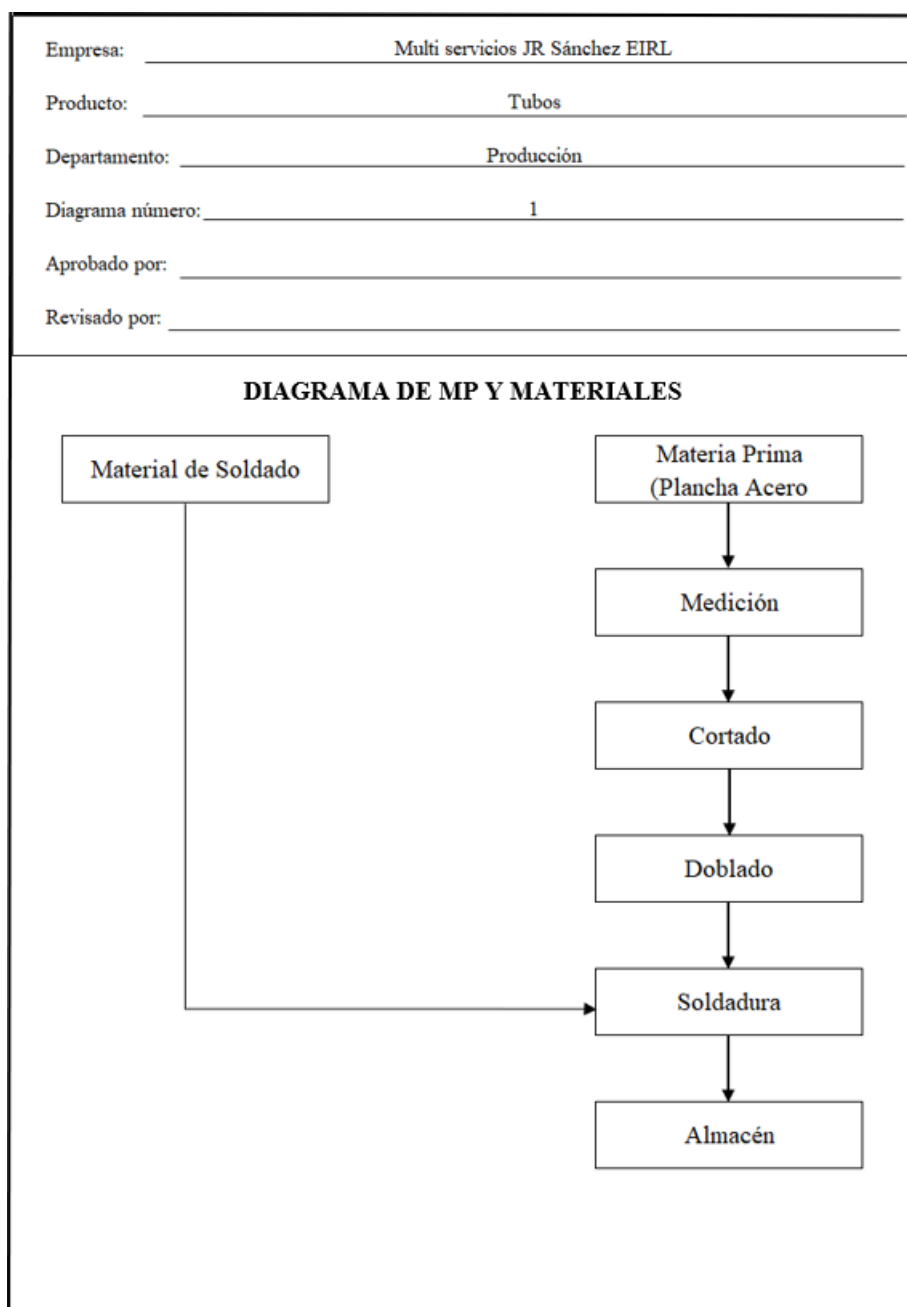 Empresa: Multi servicios JR Sánchez EIRL
Producto: Tubos
Departamento: Producción
Diagrama número: 1
Aprobado por:
Revisado por:
DIAGRAMA DE MP Y MATERIALES
Material de Soldado
Materia Prima
(Plancha Acero
Medición
Cortado
Doblado
Soldadura
Almacén